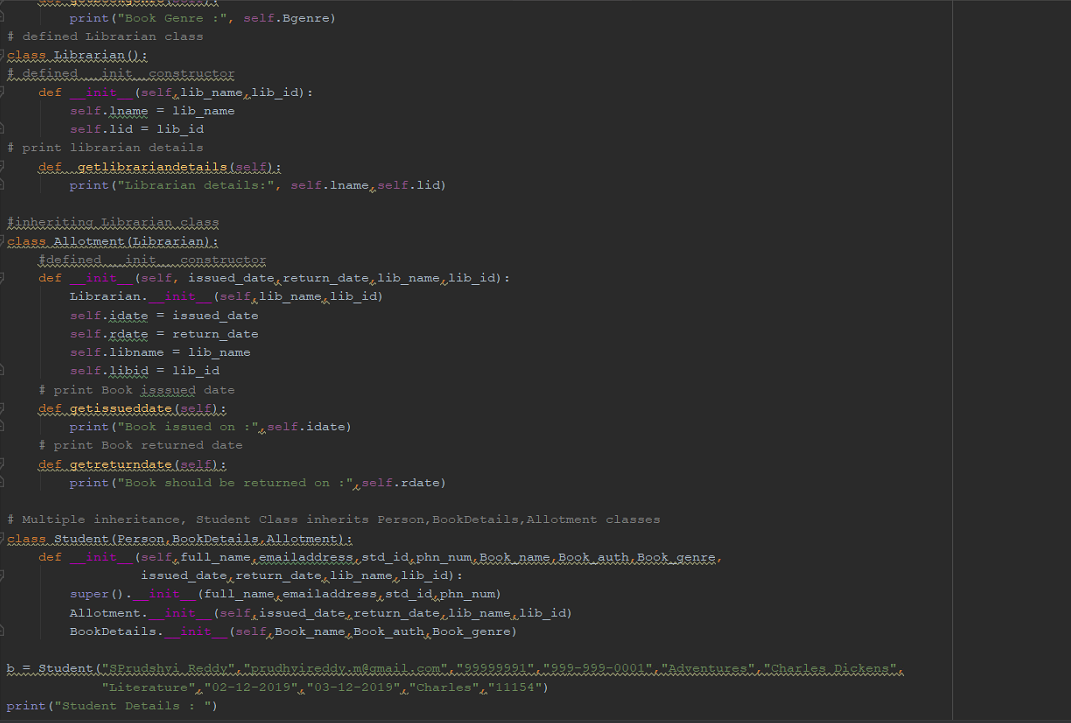 print("Book Genre :", self.Bgenre)
# defined Librarian class
class Librarian():
# defined __init__constructor
    def __init__(self,lib_name,lib_id):
        self.lname = lib_name
        self.lid = lib_id
# print librarian details
    def  getlibrariandetails(self):
        print("Librarian details:", self.lname,self.lid)
#inheriting Librarian class
class Allotment(Librarian):
    #defined __init__ constructor
    def __init__(self, issued_date,return_date,lib_name,lib_id):
        Librarian.__init__(self,lib_name,lib_id)
        self.idate = issued_date
        self.rdate = return_date
        self.libname = lib_name
        self.libid = lib_id
    # print Book isssued date
    def getissueddate(self):
        print("Book issued on :",self.idate)
    # print Book returned date
    def getreturndate(self):
        print("Book should be returned on :",self.rdate)
# Multiple inheritance, Student Class inherits Person,BookDetails,Allotment classes
class Student(Person,BookDetails,Allotment):
    def __init__(self,full_name,emailaddress,std_id,phn_num,Book_name,Book_auth,Book_genre,
                 issued_date,return_date,lib_name,lib_id):
        super().__init__(full_name,emailaddress,std_id,phn_num)
        Allotment.__init__(self,issued_date,return_date,lib_name,lib_id)
        BookDetails.__init__(self,Book_name,Book_auth,Book_genre)
b = Student("SPrudshvi Reddy","prudhvireddy.m@gmail.com","99999991","999-999-0001","Adventures","Charles Dickens",
            "Literature","02-12-2019","03-12-2019","Charles","11154")
print("Student Details : ")